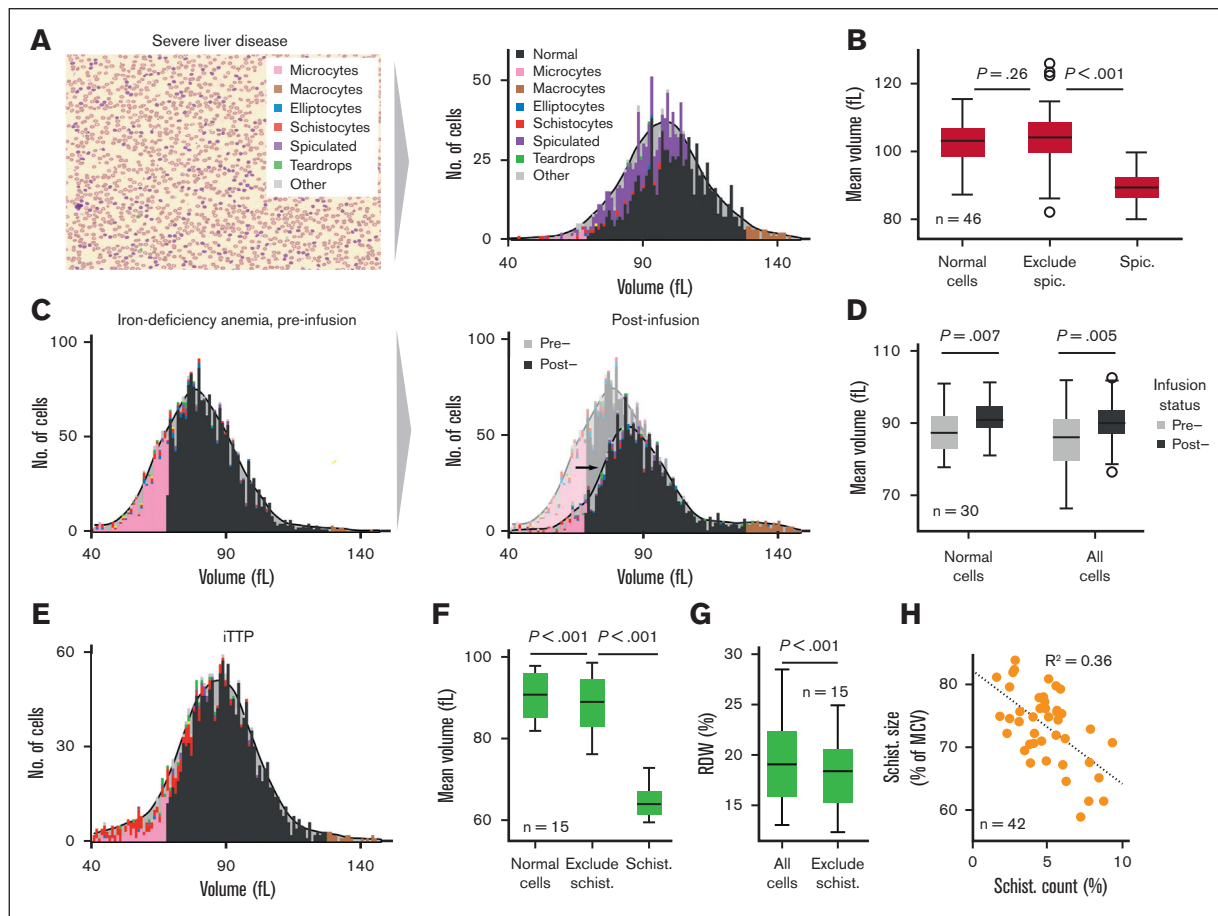 A
Severe liver disease
Microcytes
Macrocytes
Elliptocytes
Schistocytes
Spiculated
Teardrops
Other
No. of cells
50
25
0
Normal
Microcytes
Macrocytes
Elliptocytes
Schistocytes
Spiculated
Teardrops
Other
40
90
140
Volume (fL)
B
Mean volume (fL)
120
100
80
P = .26
P < .001
n = 46
Normal
cells
Exclude
spic.
Spic.
C
Iron-deficiency anemia, pre-infusion
No. of cells
100
50
0
40
90
140
Volume (fL)
Post-infusion
No. of cells
100
50
0
Pre–
Post–
40
90
140
Volume (fL)
D
Mean volume (fL)
110
90
70
P = .007
P = .005
Infusion
status
Pre–
Post–
n = 30
Normal
cells
All
cells
E
iTTP
No. of cells
60
30
0
40
90
140
Volume (fL)
F
Mean volume (fL)
100
80
60
P < .001
P < .001
n = 15
Normal
cells
Exclude
schist.
Schist.
G
RDW (%)
30
25
18
13
P < .001
n = 15
All
cells
Exclude
schist.
H
Schist. size
(% of MCV)
80
70
60
R² = 0.36
n = 42
0
5
10
Schist. count (%)